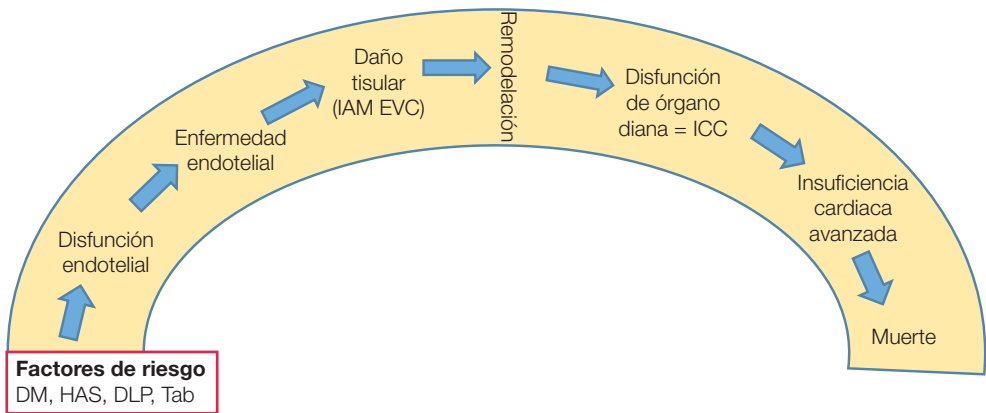 Factores de riesgo
DM, HAS, DLP, Tab
Disfunción
endotelial
Enfermedad
endotelial
Daño
tisular
(IAM EVC)
Remodelación
Disfunción
de órgano
diana = ICC
Insuficiencia
cardiaca
avanzada
Muerte